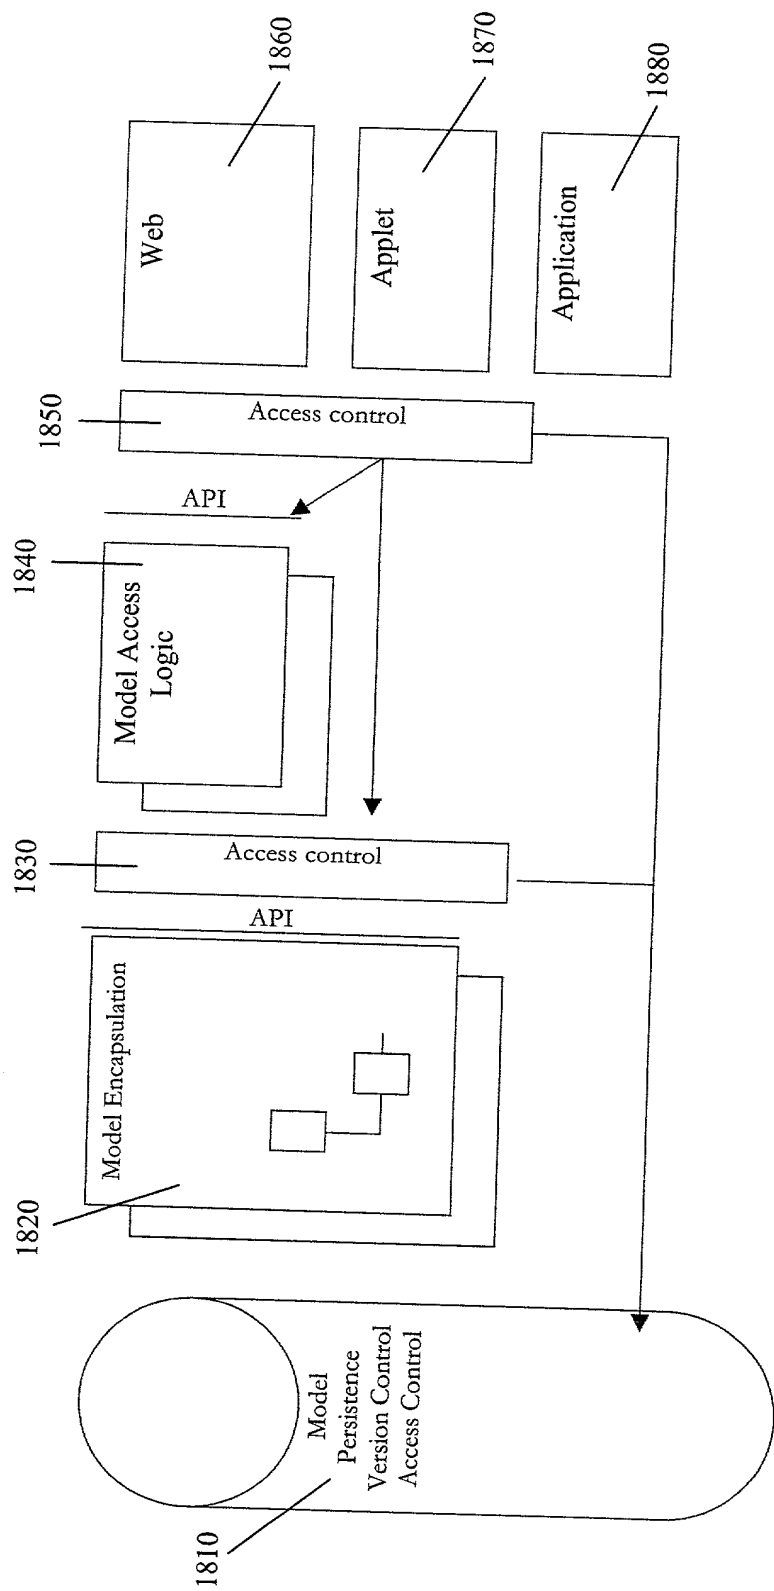 1810
Model
Persistence
Version Control
Access Control
1820
Model Encapsulation
API
1830
Access control
1840
Model Access
Logic
API
1850
Access control
1860
Web
1870
Applet
1880
Application